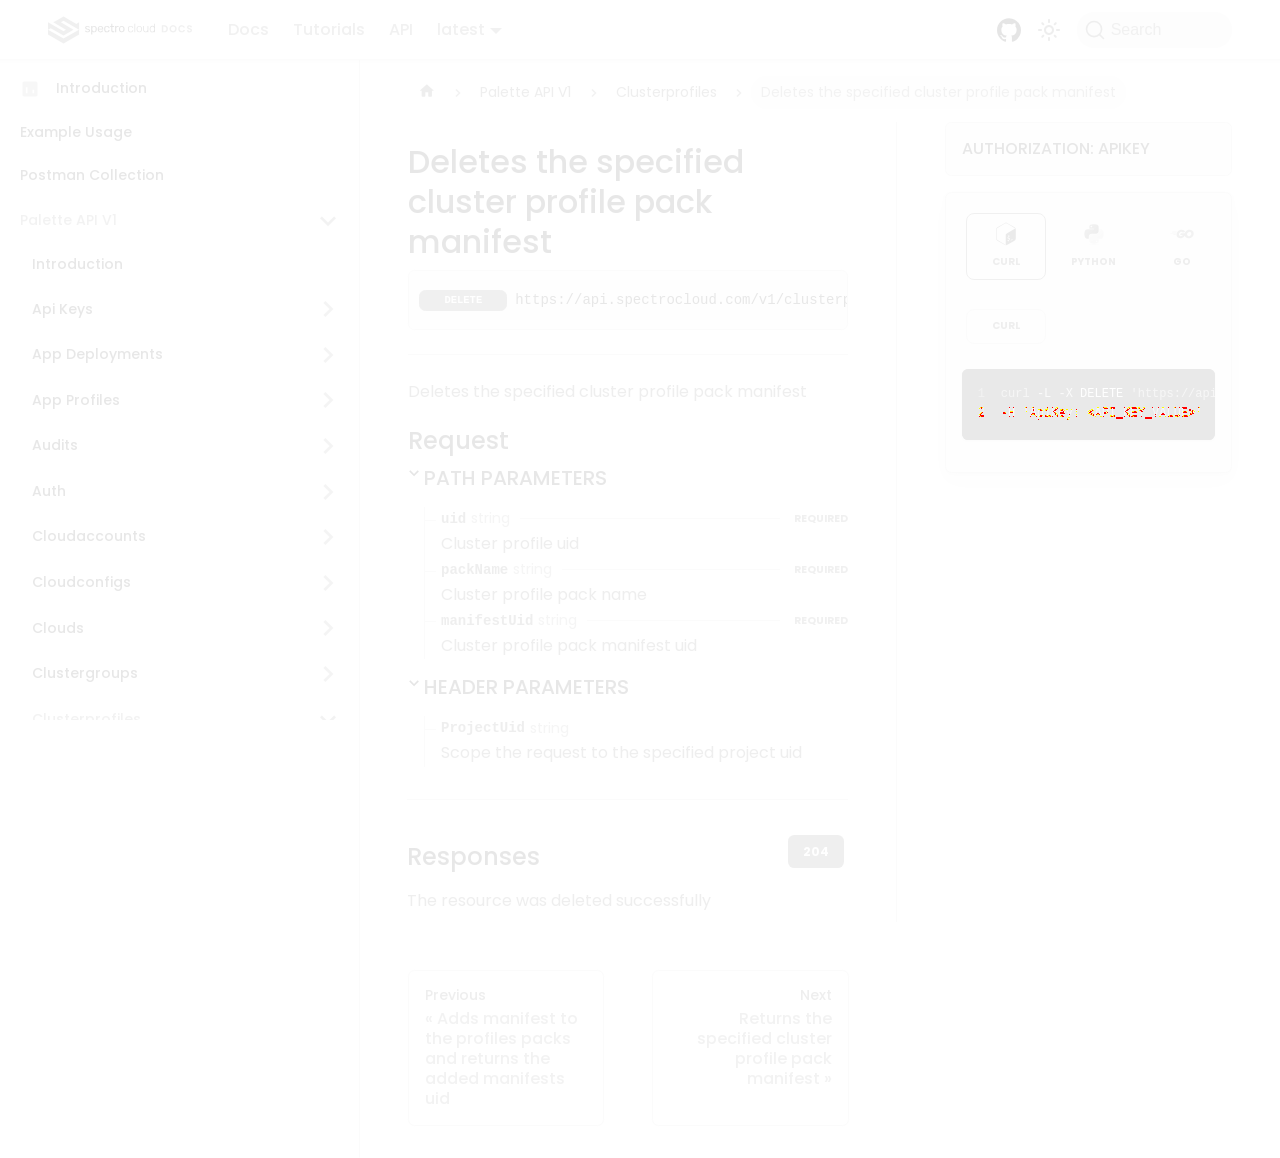 spectro cloud DOCS
Docs
Tutorials
API
latest
Search
Introduction
Example Usage
Postman Collection
Palette API V1
Introduction
Api Keys
App Deployments
App Profiles
Audits
Auth
Cloudaccounts
Cloudconfigs
Clouds
Clustergroups
Clusterprofiles
Palette API V1
Clusterprofiles
Deletes the specified cluster profile pack manifest
Deletes the specified
cluster profile pack
manifest
DELETE https://api.spectrocloud.com/v1/clusterp
Deletes the specified cluster profile pack manifest
Request
PATH PARAMETERS
uid string REQUIRED
Cluster profile uid
packName string REQUIRED
Cluster profile pack name
manifestUid string REQUIRED
Cluster profile pack manifest uid
HEADER PARAMETERS
ProjectUid string
Scope the request to the specified project uid
Responses
204
The resource was deleted successfully
Previous
« Adds manifest to
the profiles packs
and returns the
added manifests
uid
Next
Returns the
specified cluster
profile pack
manifest »
AUTHORIZATION: APIKEY
CURL
PYTHON
GO
GO
CURL
1 curl -L -X DELETE 'https://api
2 -H 'ApiKey: <API_KEY_VALUE>'